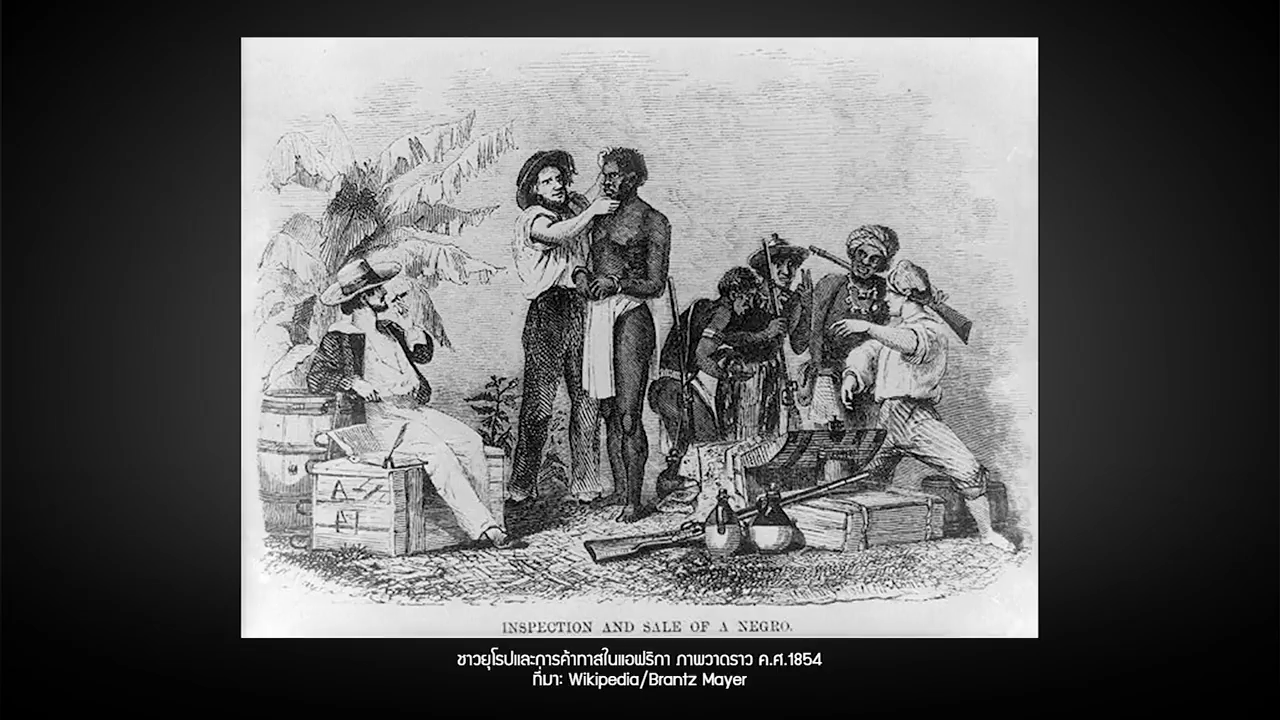 A-SZ
INSPECTION AND SALE OF A NEGRO.
ชาวยุโรปและการค้าทาสในแอฟริกา ภาพวาดราว ค.ศ.1854
ที่มา: Wikipedia/Brantz Mayer